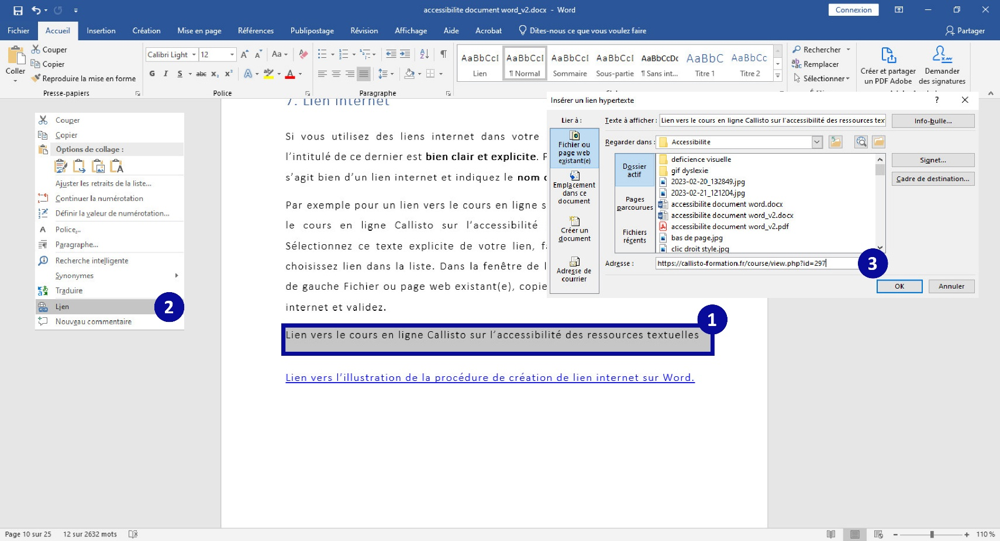 accessibilite document word_v2.docx - Word
Connexion
Fichier Accueil Insertion Création Mise en page Références Publipostage Révision Affichage Aide Acrobat Dites-nous ce que vous voulez faire Partager
Coller
Couper
Copier
Reproduire la mise en forme
Presse-papiers
Calibri Light 12
Aa
G I S abc x₂ x²
Police
Paragraphe
AaBbCcI AaBbCcI AaBbCcI AaBbCcI AaBbCcDc AaBbC AaBbCc
Lien ¶ Normal Sommaire Sous-partie ¶ Sans int... Titre 1 Titre 2
Rechercher
Remplacer
Sélectionner
Créer et partager
un PDF Adobe
Demander
des signatures
Couper
Copier
Options de collage :
Ajuster les retraits de la liste...
Continuer la numérotation
Définir la valeur de numérotation...
Police...
Paragraphe...
Recherche intelligente
Synonymes
Traduire
Lien
2
Nouveau commentaire
7. Lien internet
Si vous utilisez des liens internet dans votre
l’intitulé de ce dernier est bien clair et explicite.
s’agit bien d’un lien internet et indiquez le nom
Par exemple pour un lien vers le cours en ligne
le cours en ligne Callisto sur l’accessibilité
Sélectionnez ce texte explicite de votre lien,
choisissez lien dans la liste. Dans la fenêtre de
de gauche Fichier ou page web existant(e),
internet et validez.
1
Lien vers le cours en ligne Callisto sur l’accessibilité des ressources textuelles
Lien vers l’illustration de la procédure de création de lien internet sur Word.
Insérer un lien hypertexte
? 
Lier à :
Fichier ou
page web
existant(e)
Emplacement
dans ce
document
Créer un
document
Adresse de
courrier
Texte à afficher : Lien vers le cours en ligne Callisto sur l'accessibilité des ressources tex
Info-bulle...
Regarder dans : Accessibilite
Dossier
actif
Pages
parcourues
Fichiers
récents
deficience visuelle
gif dyslexie
2023-02-20_132849.jpg
2023-02-21_121204.jpg
accessibilite document word.docx
accessibilite document word_v2.docx
accessibilite document word_v2.pdf
bas de page.jpg
clic droit style.jpg
Signet...
Cadre de destination...
Adresse : https://callisto-formation.fr/course/view.php?id=297
3
OK
Annuler
Page 10 sur 25 12 sur 2632 mots
110 %